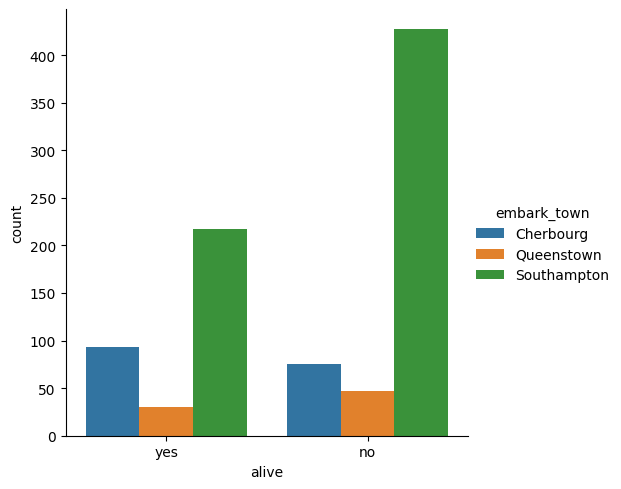 400
350
300
250
200
150
100
50
0
count
yes
no
alive
embark_town
Cherbourg
Queenstown
Southampton